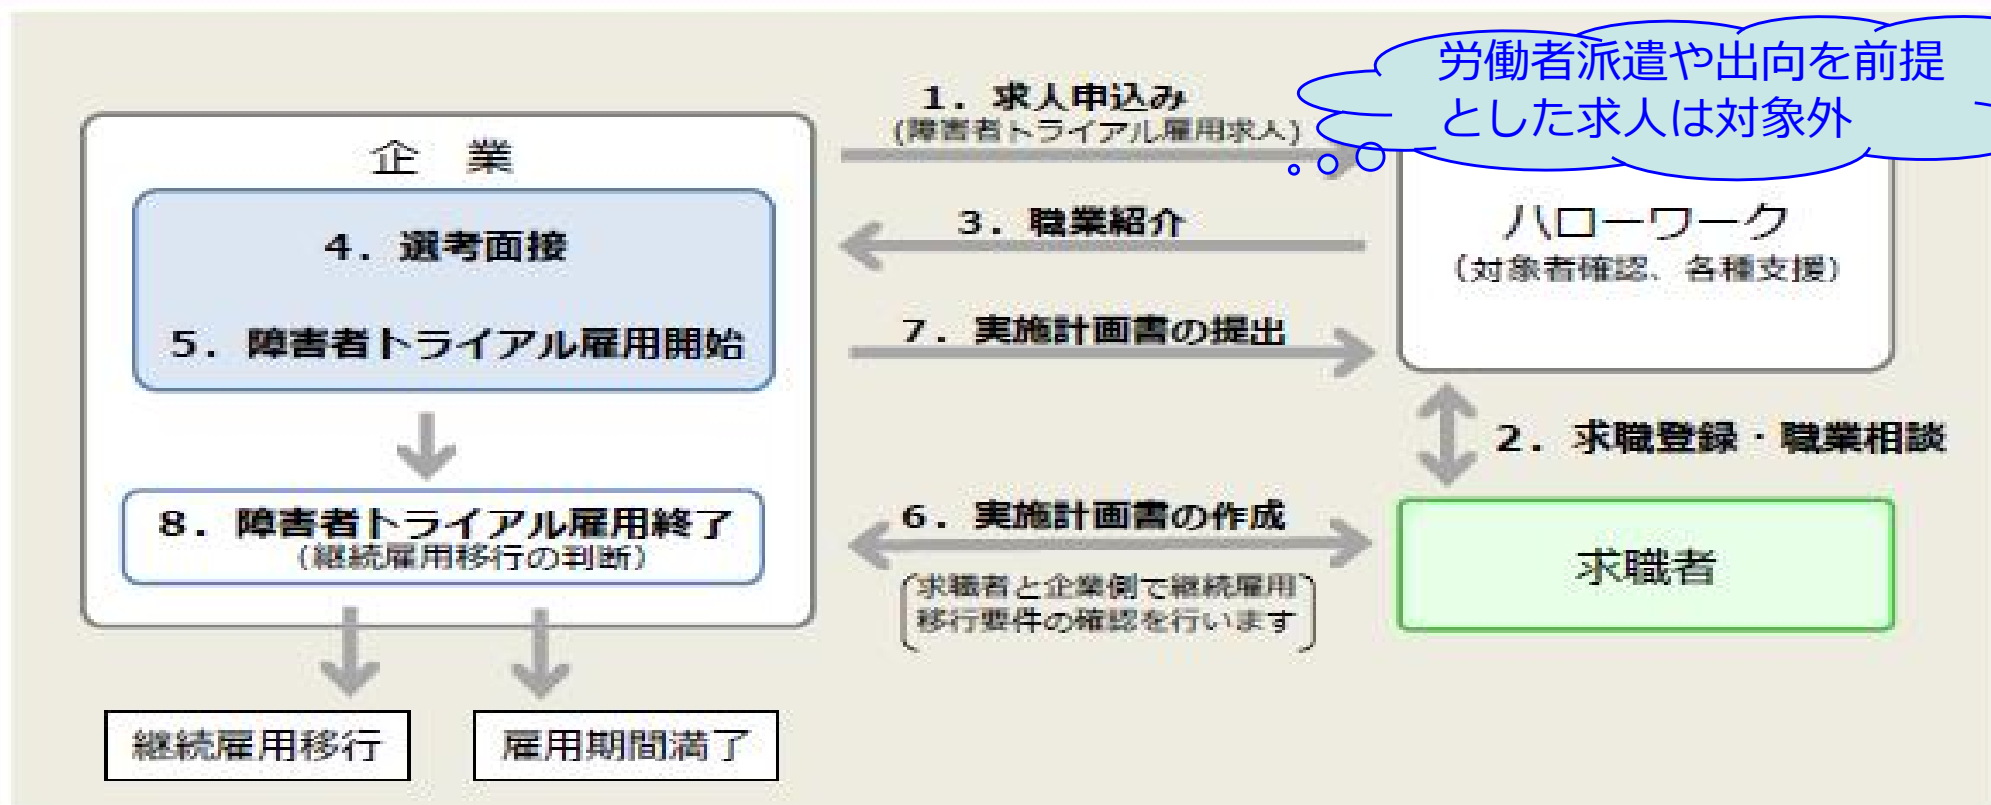 労働者派遣や出向を前提
とした求人は対象外
1．求人申込み
(障害者トライアル雇用求人)
企 業
ハローワーク
（対象者確認、各種支援）
3．職業紹介
4．選考面接
5．障害者トライアル雇用開始
7．実施計画書の提出
2．求職登録・職業相談
6．実施計画書の作成
求職者と企業側で継続雇用
移行要件の確認を行います
求職者
8．障害者トライアル雇用終了
（継続雇用移行の判断）
継続雇用移行
雇用期間満了